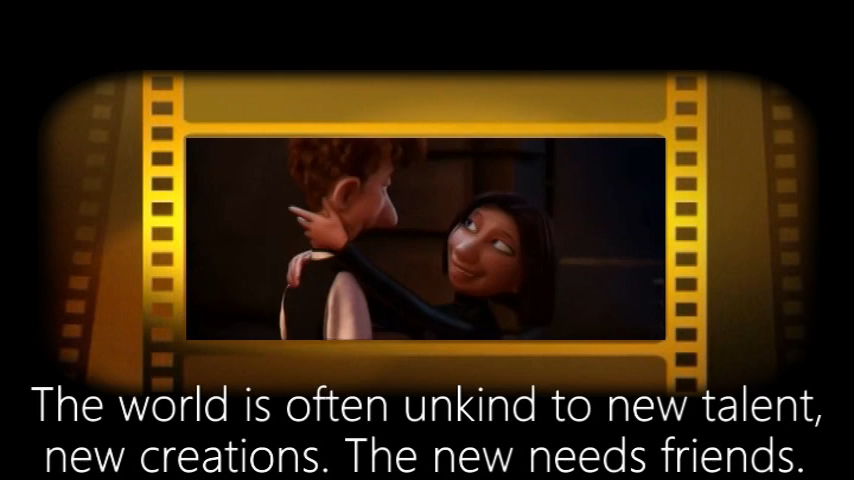 The world is often unkind to new talent,
new creations. The new needs friends.